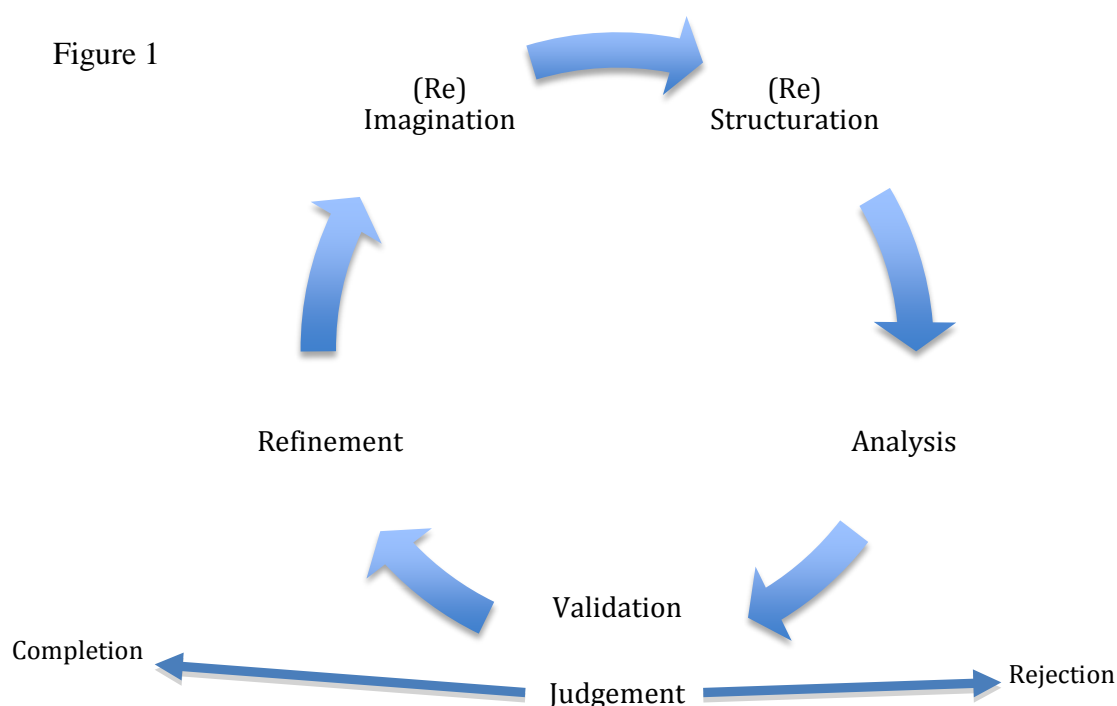 Figure 1
(Re)
Imagination
(Re)
Structuration
Refinement
Analysis
Validation
Completion
Judgement
Rejection